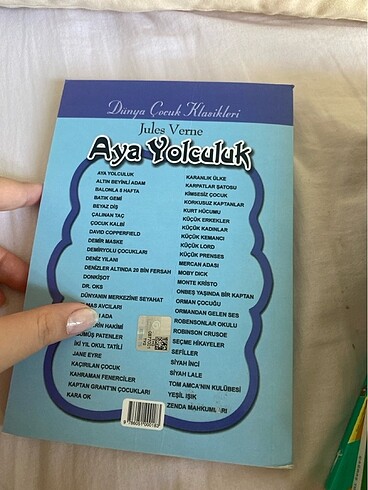 Dünya Çocuk Klasikleri
Jules Verne
Aya Yolculuk
AYA YOLCULUK
ALTIN BEYİNLİ ADAM
BALONLA 5 HAFTA
BATIK GEMİ
BEYAZ DİŞ
ÇALINAN TAÇ
ÇOCUK KALBİ
DAVID COPPERFIELD
DEMİR MASKE
DEMİRYOLU ÇOCUKLARI
DENİZ YILANI
DENİZLER ALTINDA 20 BİN FERSAH
DONKİŞOT
DR. OKS
DÜNYANIN MERKEZİNE SEYAHAT
AVCILARI
ADA
HAKİMİ
GÜMÜŞ PATENLER
İKİ YIL OKUL TATİLİ
JANE EYRE
KAÇIRILAN ÇOCUK
KAHRAMAN FENERCİLER
KAPTAN GRANT'IN ÇOCUKLARI
KARA OK
KARANLIK ÜLKE
KARPATLAR ŞATOSU
KİMSESİZ ÇOCUK
KORKUSUZ KAPTANLAR
KURT HÜCUMU
KÜÇÜK ERKEKLER
KÜÇÜK KADINLAR
KÜÇÜK KEMANCI
KÜÇÜK LORD
KÜÇÜK PRENSES
MERCAN ADASI
MOBY DICK
MONTE KRİSTO
ONBEŞ YAŞINDA BİR KAPTAN
ORMAN ÇOCUĞU
ORMANDAN GELEN SES
ROBENSONLAR OKULU
ROBINSON CRUSOE
SEÇME HİKAYELER
SEFİLLER
SİYAH İNCİ
SİYAH LALE
TOM AMCA'NIN KULÜBESİ
YEŞİL IŞIK
ZENDA MAHKUMLARI